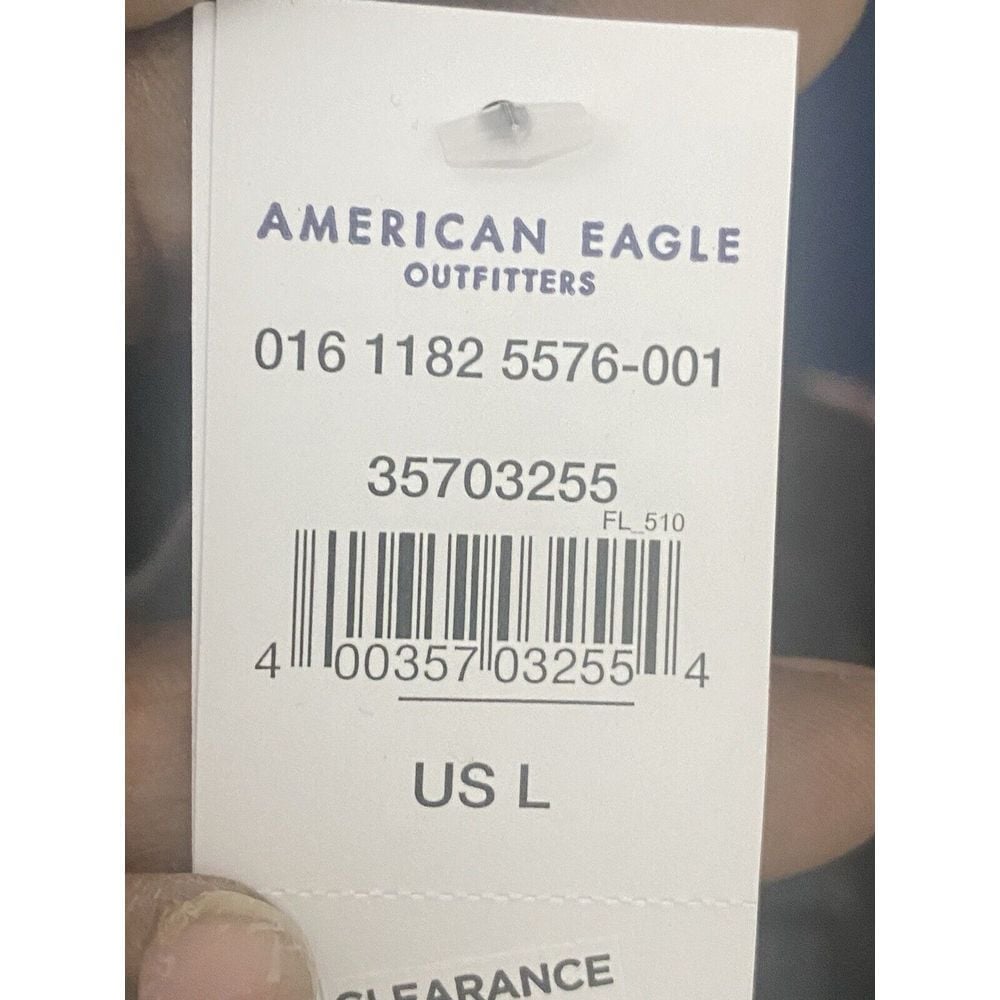 AMERICAN EAGLE
OUTFITTERS
016 1182 5576-001
35703255
FL_510
4 00357 03255 4
US L
CLEARANCE